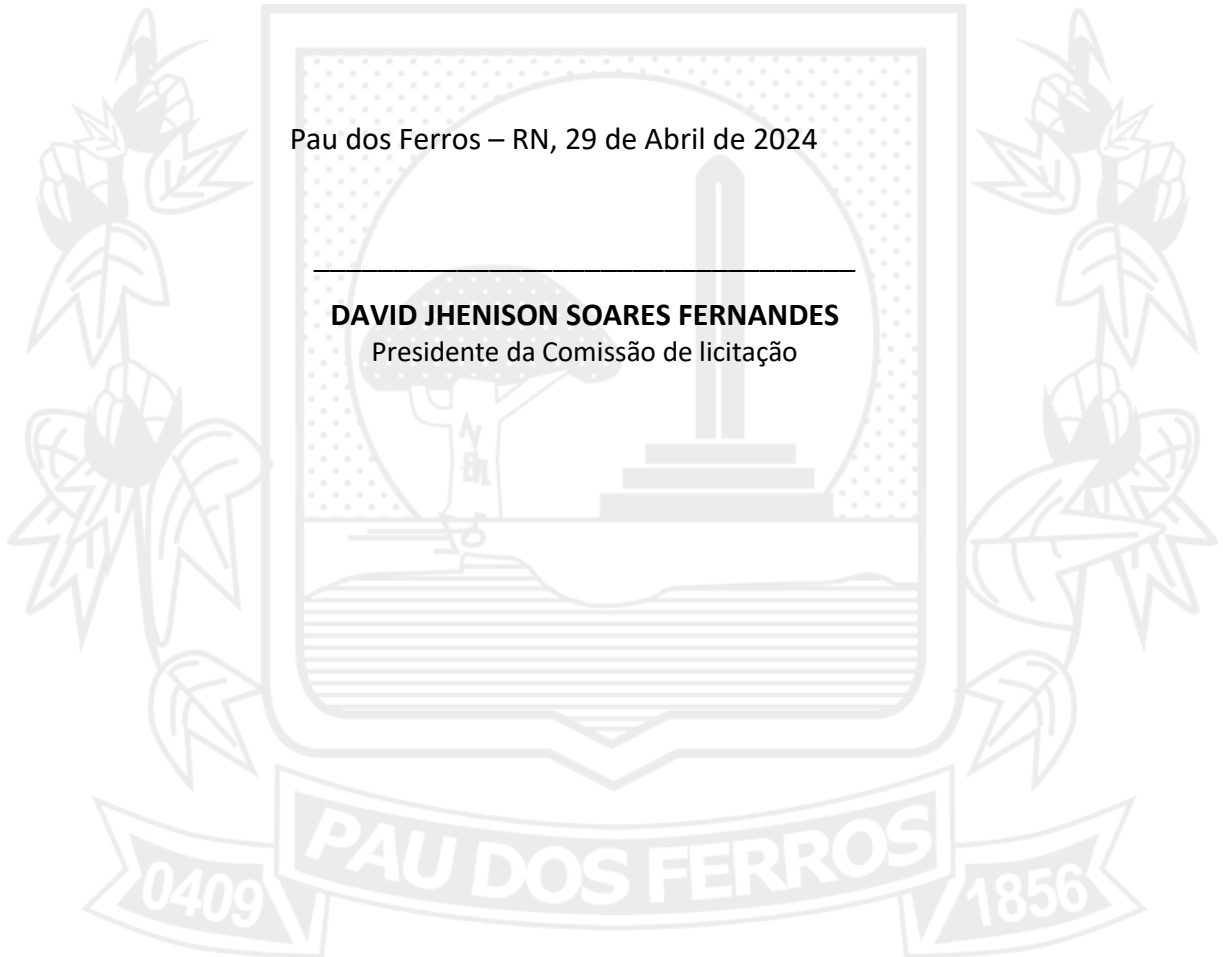 Pau dos Ferros – RN, 29 de Abril de 2024
__________________________________
DAVID JHENISON SOARES FERNANDES
Presidente da Comissão de licitação
PAU DOS FERROS
0409
1856